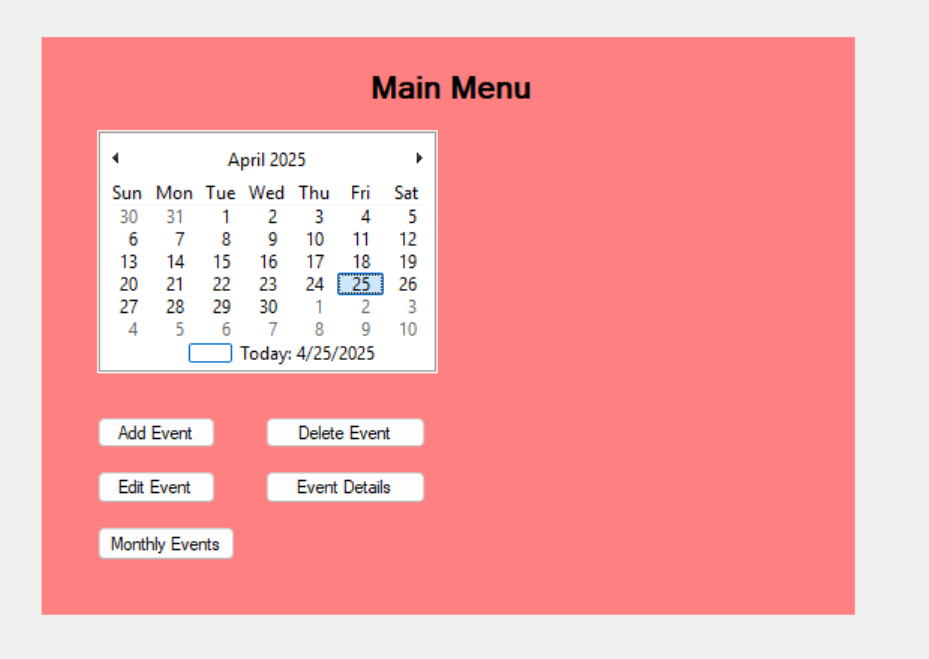 Main Menu
April 2025
Sun Mon Tue Wed Thu Fri Sat
30 31 1 2 3 4 5
6 7 8 9 10 11 12
13 14 15 16 17 18 19
20 21 22 23 24 25 26
27 28 29 30 1 2 3
4 5 6 7 8 9 10
Today: 4/25/2025
Add Event Delete Event
Edit Event Event Details
Monthly Events